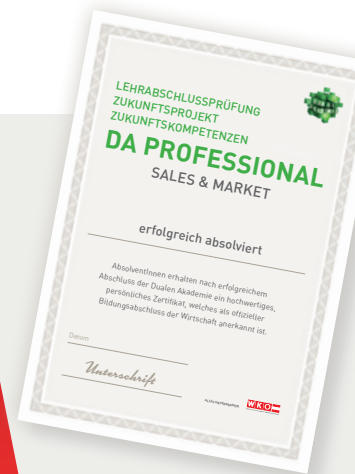 LEHRABSCHLUSSPRÜFUNG
ZUKUNFTSPROJEKT
ZUKUNFTSKOMPETENZEN
DA PROFESSIONAL
SALES & MARKET
erfolgreich absolviert
AbsolventInnen erhalten nach erfolgreichem
Abschluss der Dualen Akademie ein hochwertiges,
persönliches Zertifikat, welches als offizieller
Bildungsabschluss der Wirtschaft anerkannt ist.
Datum
Unterschrift
WKO